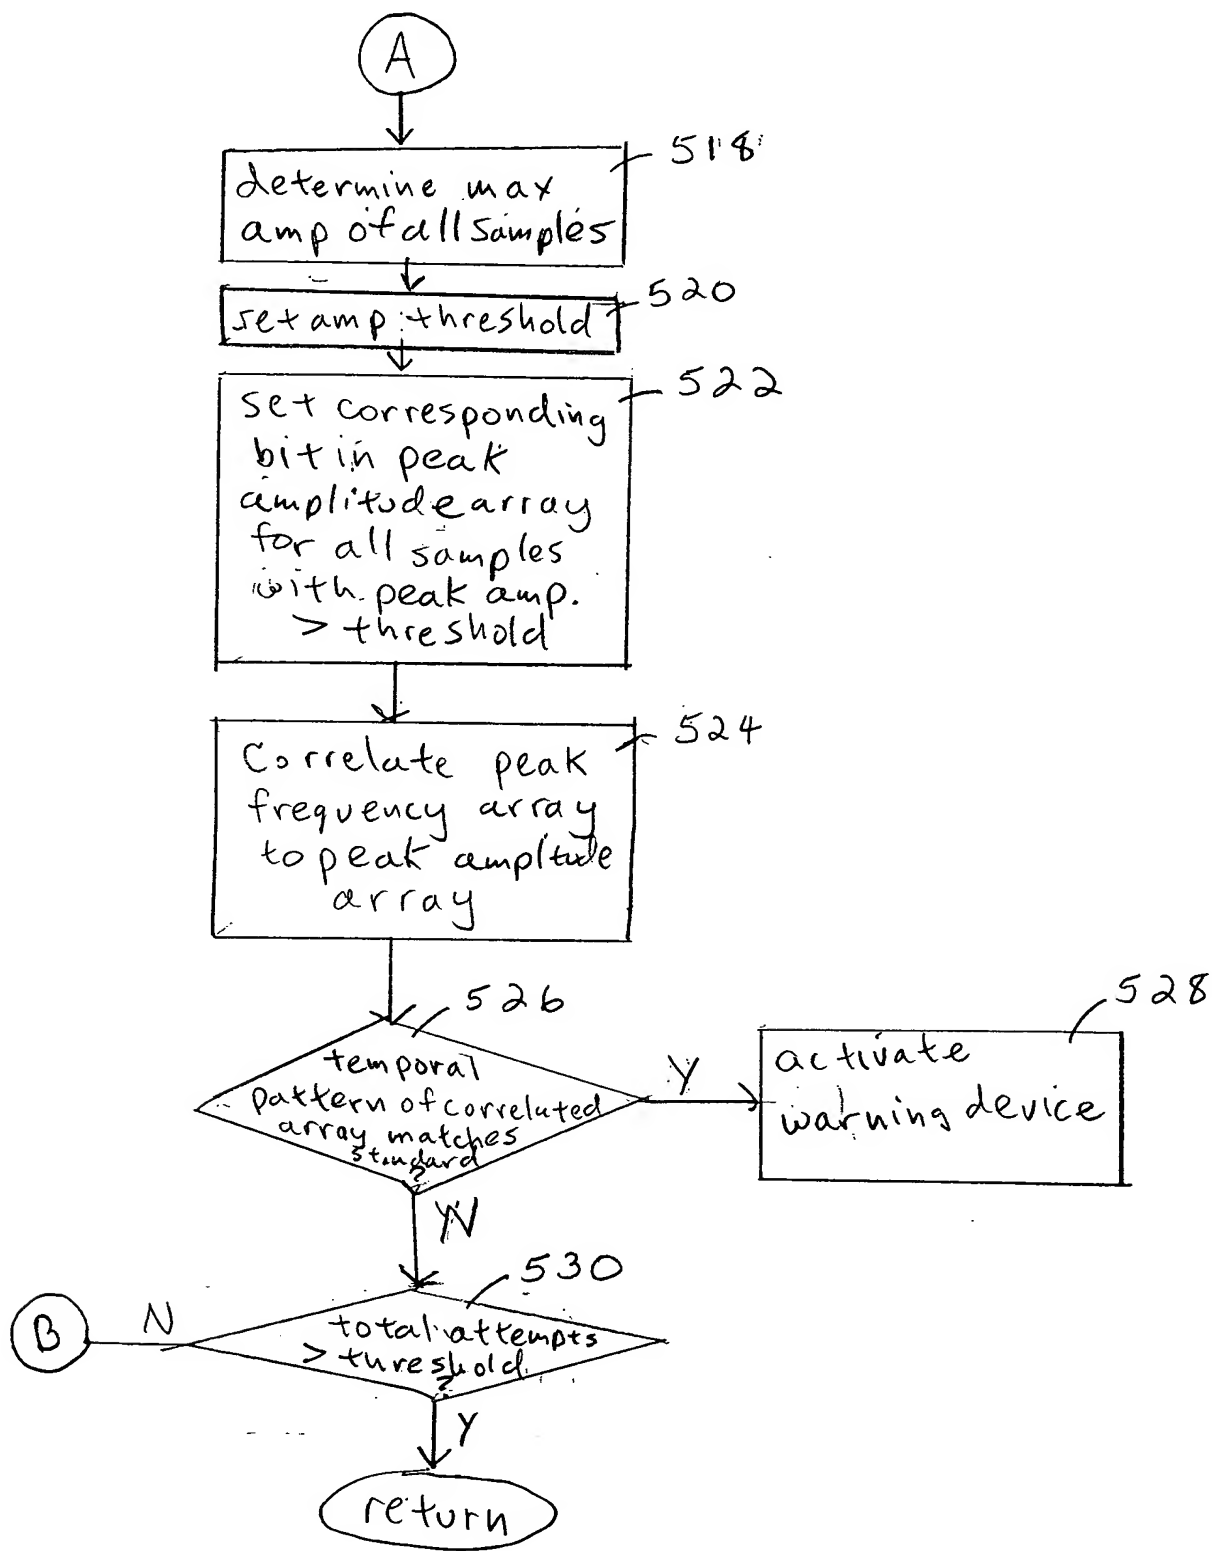 A
518
determine max
amp of all samples
520
set amp threshold
522
set corresponding
bit in peak
amplitude array
for all samples
with peak amp.
> threshold
524
Correlate peak
frequency array
to peak ampltude
array
526
528
temporal
pattern of correlated
array matches
standard
?
Y
activate
warning device
N
530
B
N
total attempts
> threshold
?
Y
return